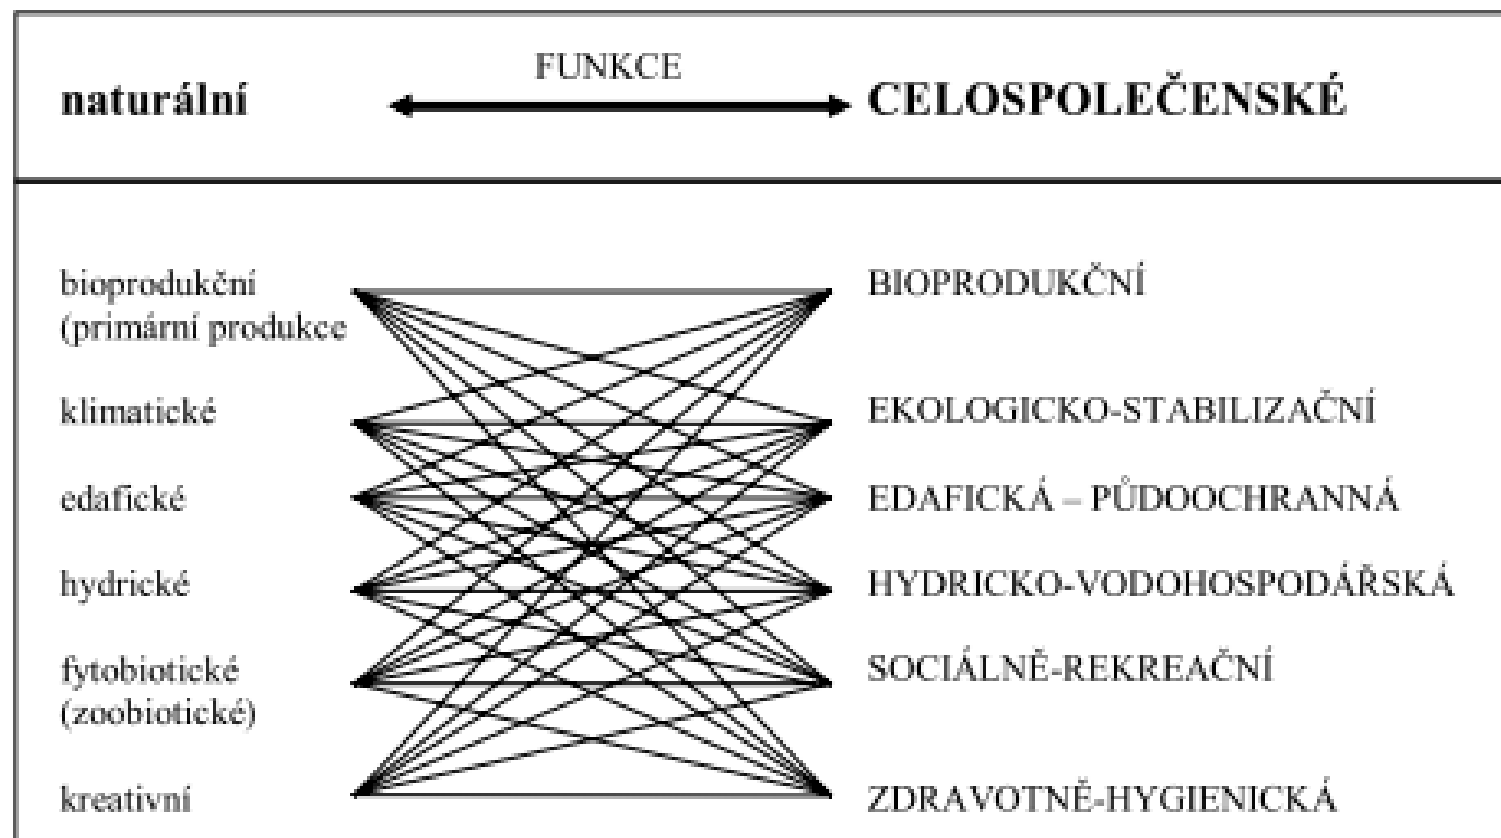 FUNKCE
naturální CELOSPOLEČENSKÉ
bioprodukční BIOPRODUKČNÍ
(primární produkce
klimatické EKOLOGICKO-STABILIZAČNÍ
edafické EDAFICKÁ – PŮDOOCHRANNÁ
hydrické HYDRICKO-VODOHOSPODÁŘSKÁ
fytobiotické SOCIÁLNĚ-REKREAČNÍ
(zoobiotické)
kreativní ZDRAVOTNĚ-HYGIENICKÁ